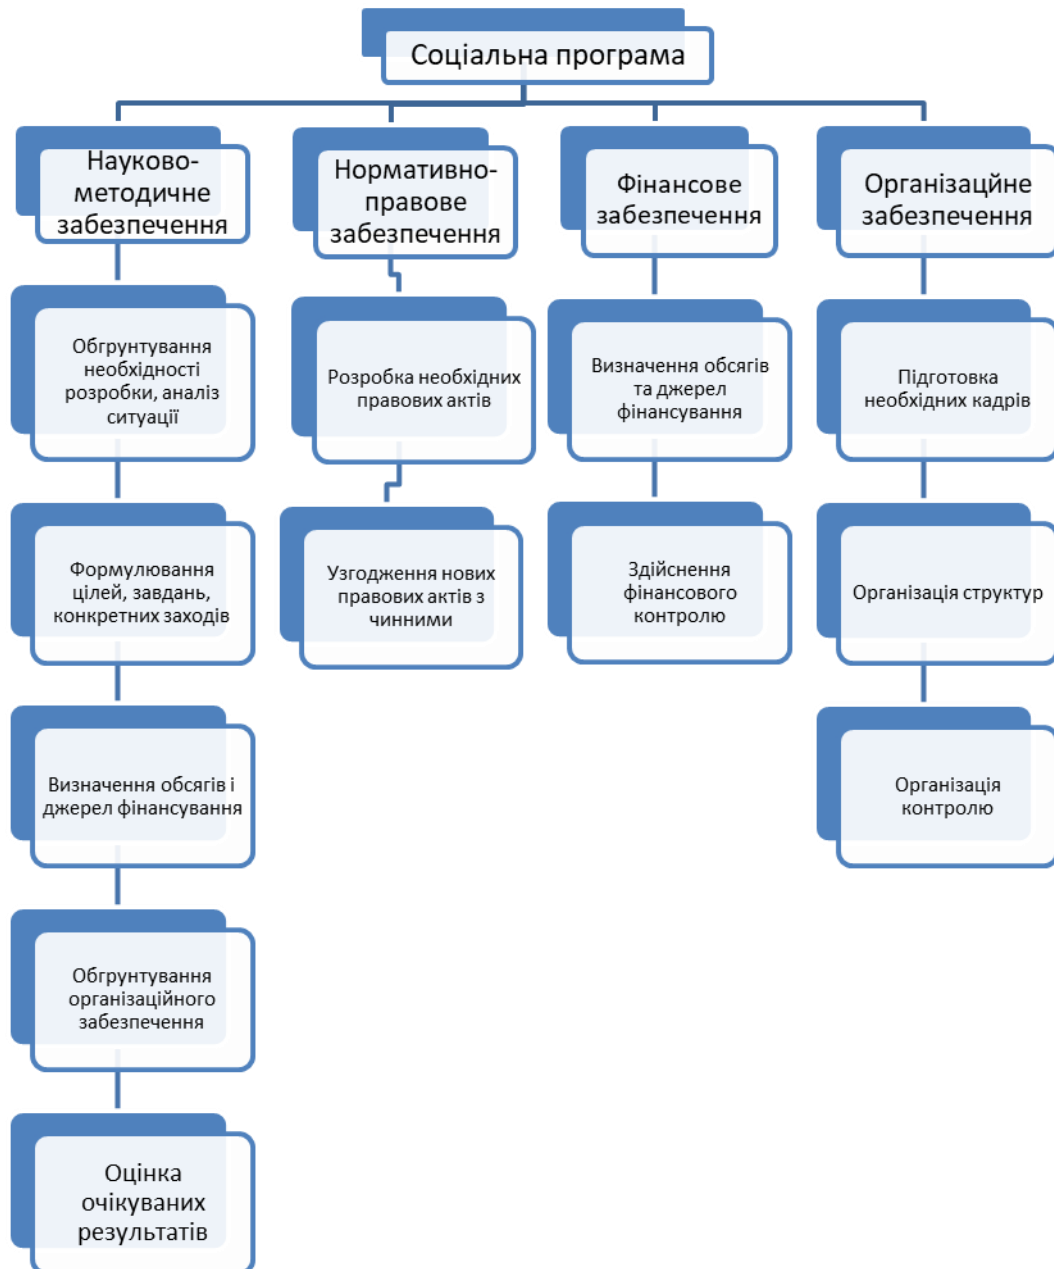 Соціальна програма
Науково-
методичне
забезпечення
Обгрунтування
необхідності
розробки, аналіз
ситуації
Формулювання
цілей, завдань,
конкретних заходів
Визначення обсягів і
джерел фінансування
Обгрунтування
організаційного
забезпечення
Оцінка
очікуваних
результатів
Нормативно-
правове
забезпечення
Розробка необхідних
правових актів
Узгодження нових
правових актів з
чинними
Фінансове
забезпечення
Визначення обсягів
та джерел
фінансування
Здійснення
фінансового
контролю
Організаційне
забезпечення
Підготовка
необхідних кадрів
Організація структур
Організація
контролю